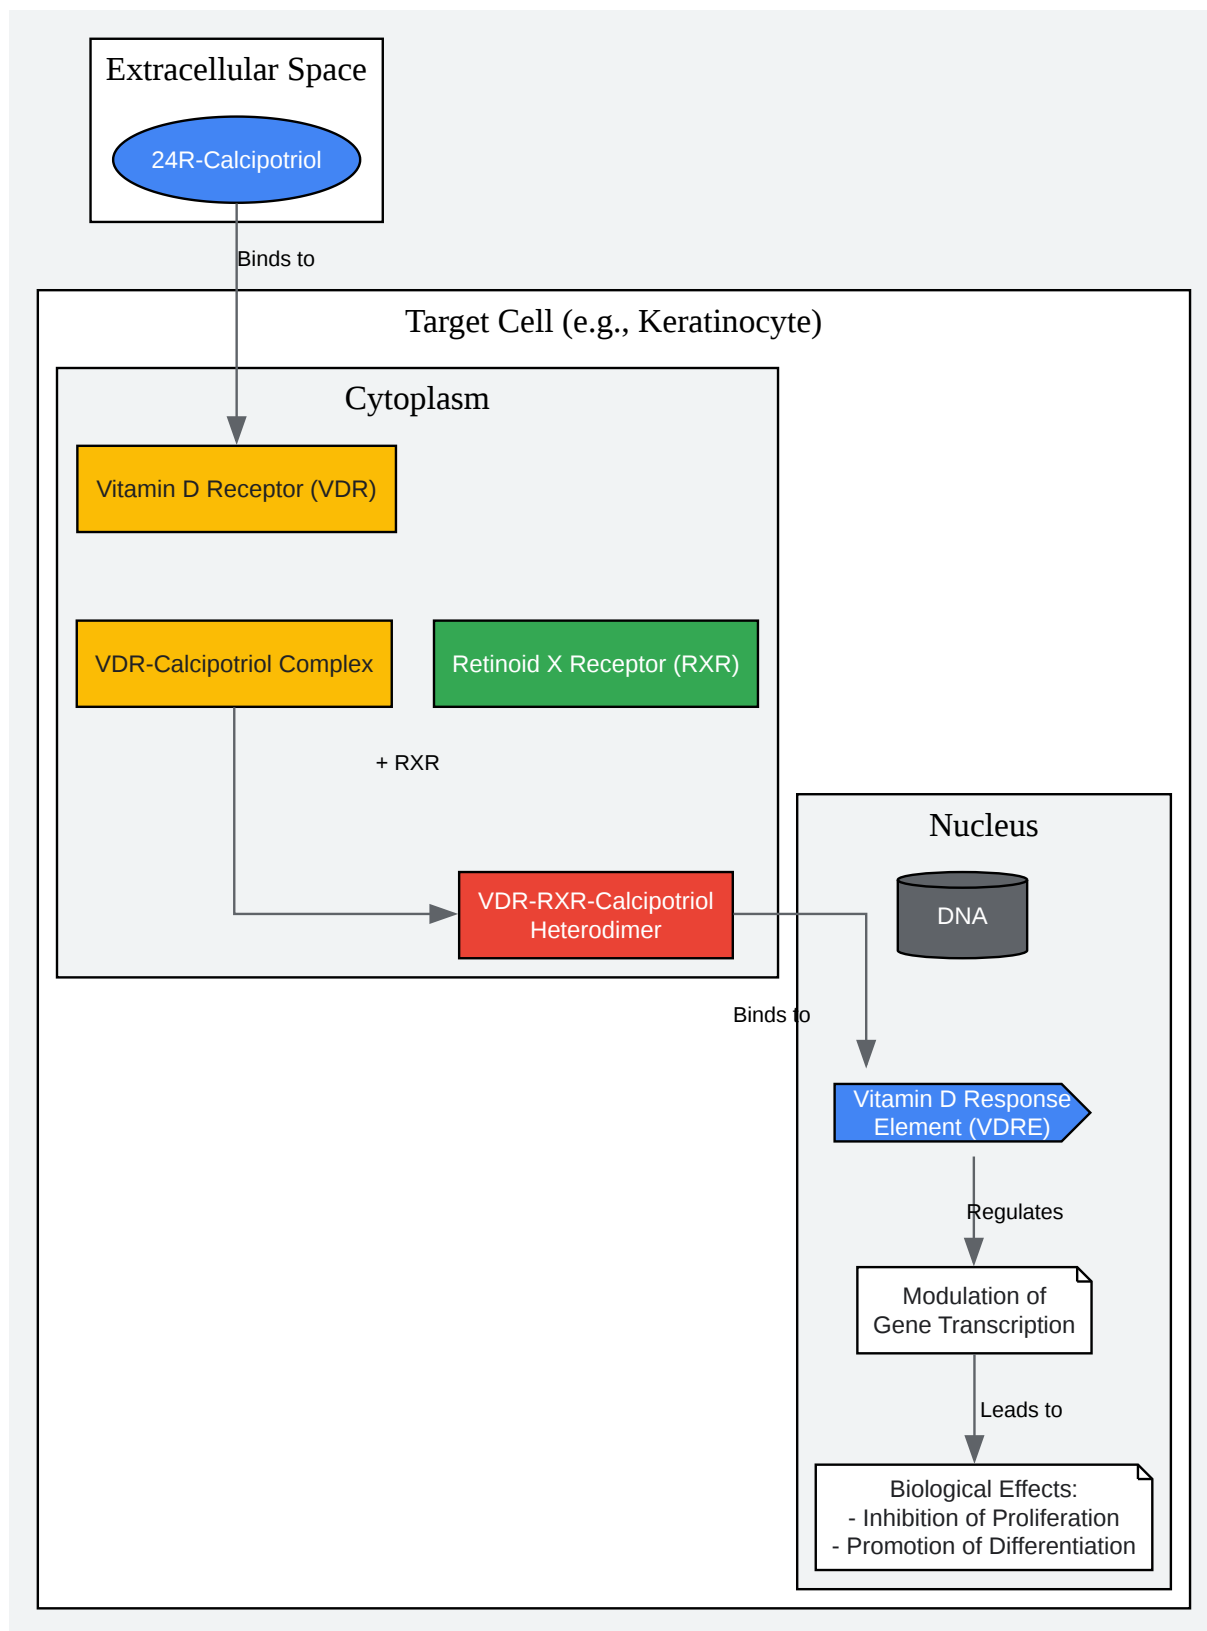 Extracellular Space
24R-Calcipotriol
Binds to
Target Cell (e.g., Keratinocyte)
Cytoplasm
Vitamin D Receptor (VDR)
VDR-Calcipotriol Complex
Retinoid X Receptor (RXR)
+ RXR
Nucleus
VDR-RXR-Calcipotriol
Heterodimer
DNA
Binds to
Vitamin D Response
Element (VDRE)
Regulates
Modulation of
Gene Transcription
Leads to
Biological Effects:
- Inhibition of Proliferation
- Promotion of Differentiation